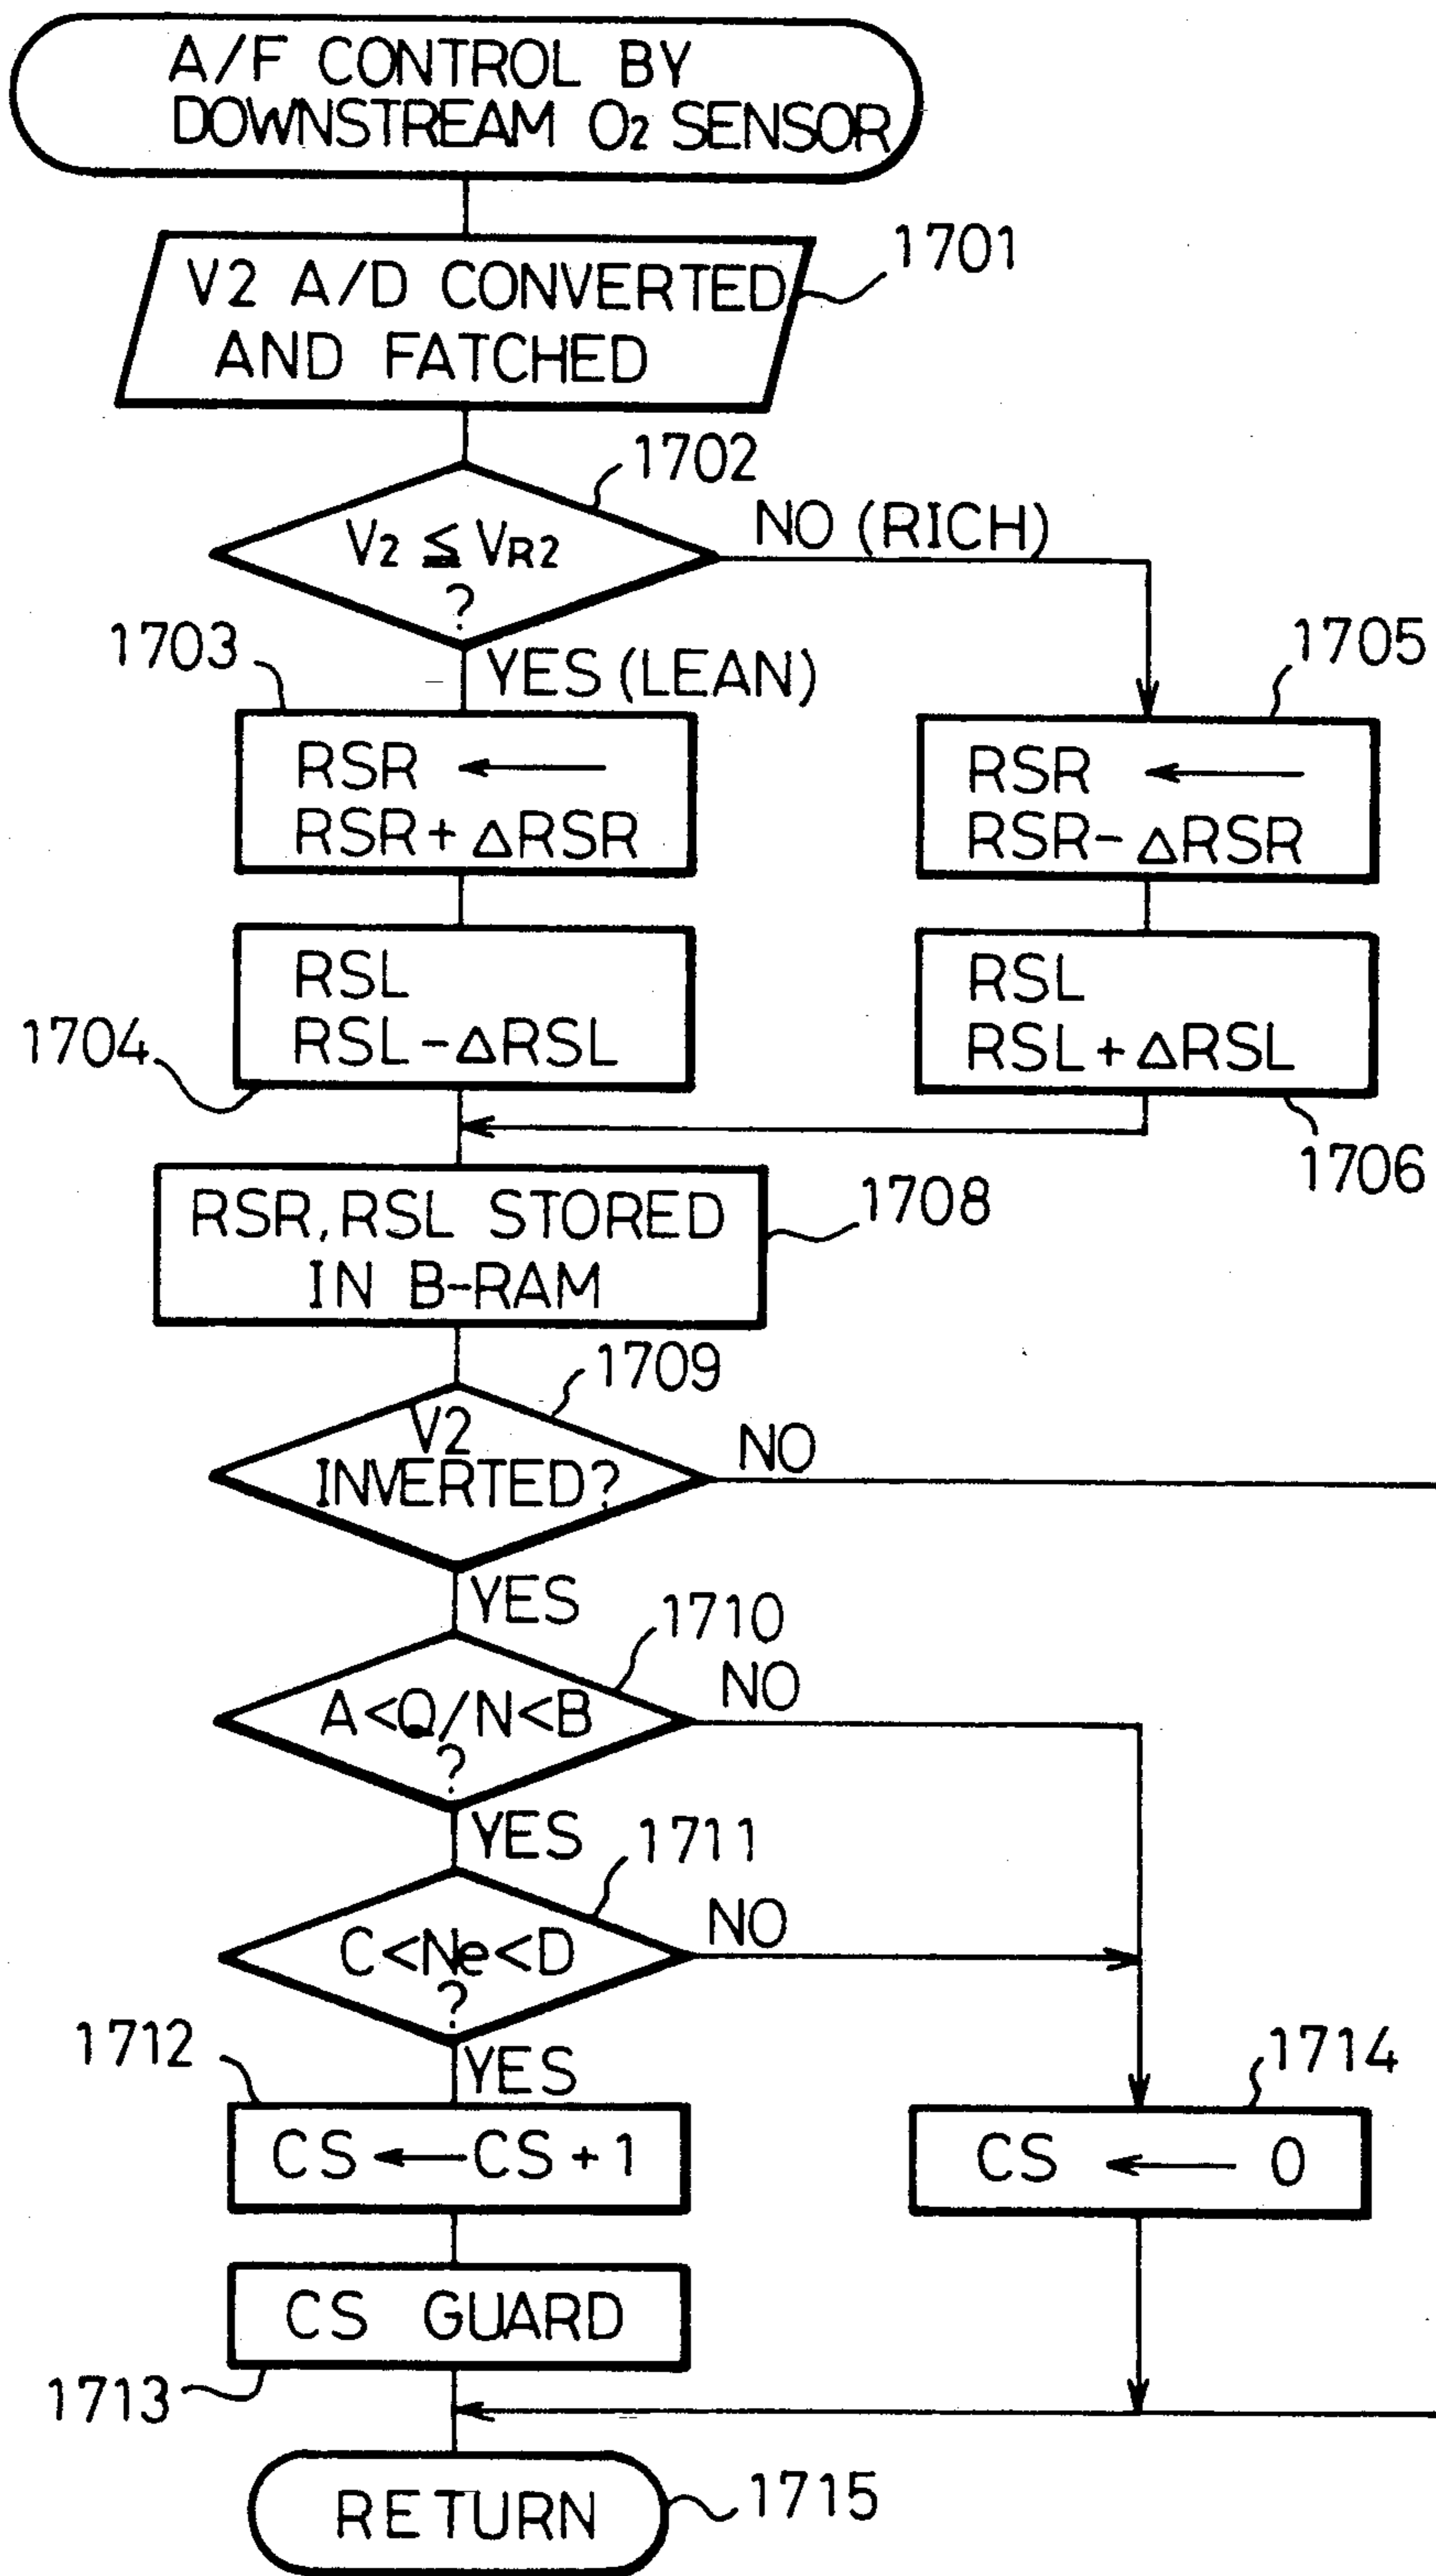 A/F CONTROL BY
DOWNSTREAM O2 SENSOR
1701
V2 A/D CONVERTED
AND FATCHED
1702
V2 ≦ VR2
?
NO (RICH)
1703
YES (LEAN)
1705
RSR ←
RSR + ΔRSR
RSR ←
RSR - ΔRSR
RSL
RSL - ΔRSL
1704
RSL
RSL + ΔRSL
1706
RSR, RSL STORED
IN B-RAM
1708
1709
V2
INVERTED?
NO
YES
1710
A<Q/N<B
?
NO
YES
1711
C<Ne<D
?
NO
1712
YES
1714
CS ← CS + 1
CS ← 0
CS GUARD
1713
RETURN
1715